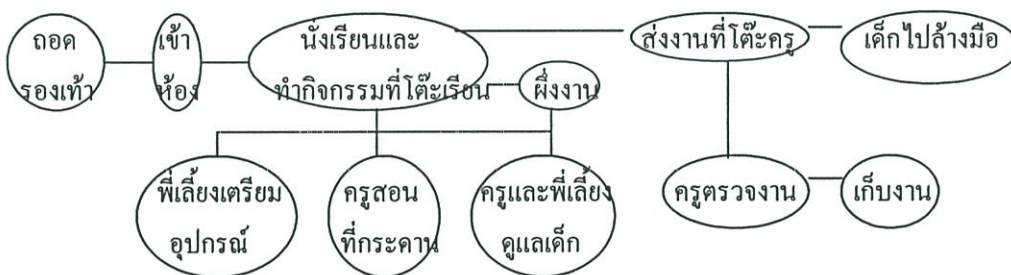 ถอด
รองเท้า
เข้า
ห้อง
นั่งเรียนและ
ทำกิจกรรมที่โต๊ะเรียน
ผึ่งงาน
ส่งงานที่โต๊ะครู
เด็กไปล้างมือ
พี่เลี้ยงเตรียม
อุปกรณ์
ครูสอน
ที่กระดาน
ครูและพี่เลี้ยง
ดูแลเด็ก
ครูตรวจงาน
เก็บงาน